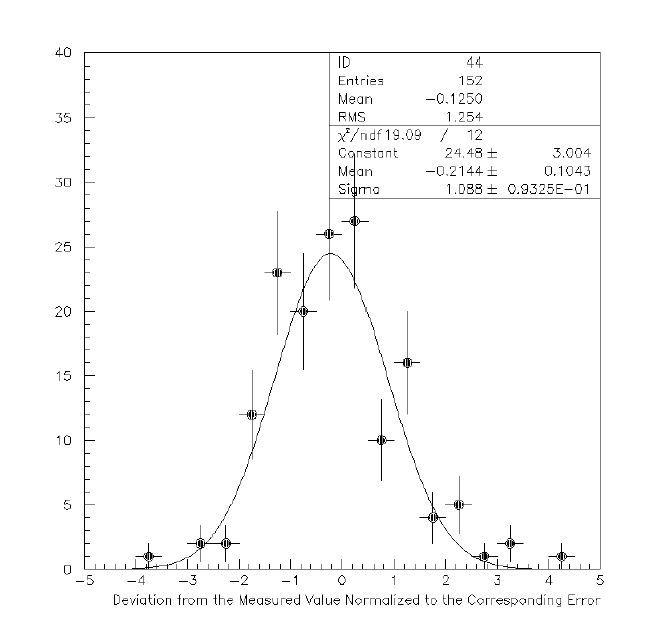 40
35
30
25
20
15
10
5
0
ID 44
Entries 152
Mean -0.1250
RMS 1.254
χ²/ndf 19.09 / 12
Constant 24.48 ± 3.004
Mean -0.2144 ± 0.1043
Sigma 1.088 ± 0.9325E-01
-5 -4 -3 -2 -1 0 1 2 3 4 5
Deviation from the Measured Value Normalized to the Corresponding Error